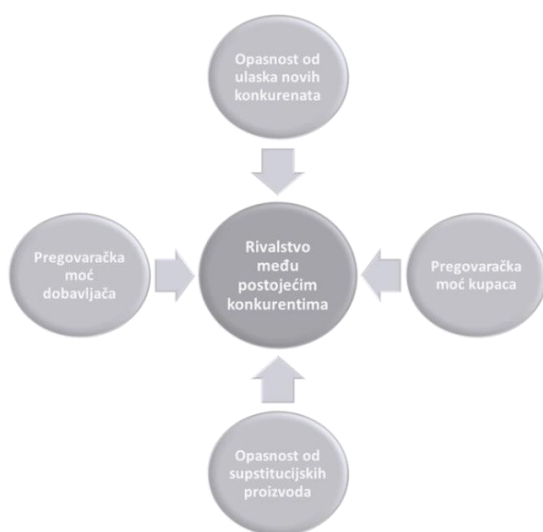 Opasnost od
ulaska novih
konkurenata
Pregovaračka
moć
dobavljača
Rivalstvo
među
postojećim
konkurentima
Pregovaračka
moć kupaca
Opasnost od
supstitucijskih
proizvoda